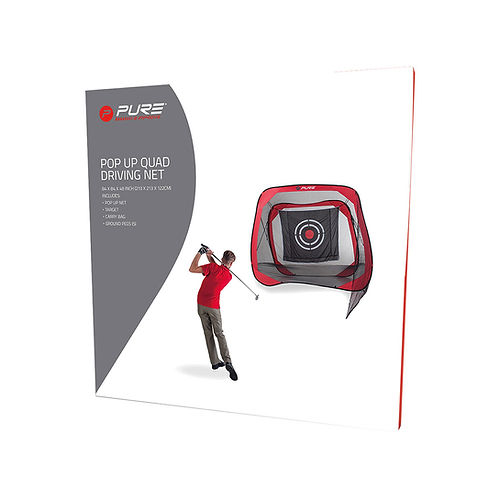 PURE
POP UP QUAD
DRIVING NET
84 X 84 X 48 INCH (213 X 213 X 122CM)
INCLUDES:
• POP UP NET
• TARGET
• CARRY BAG
• GROUND PEGS (5)
PURE